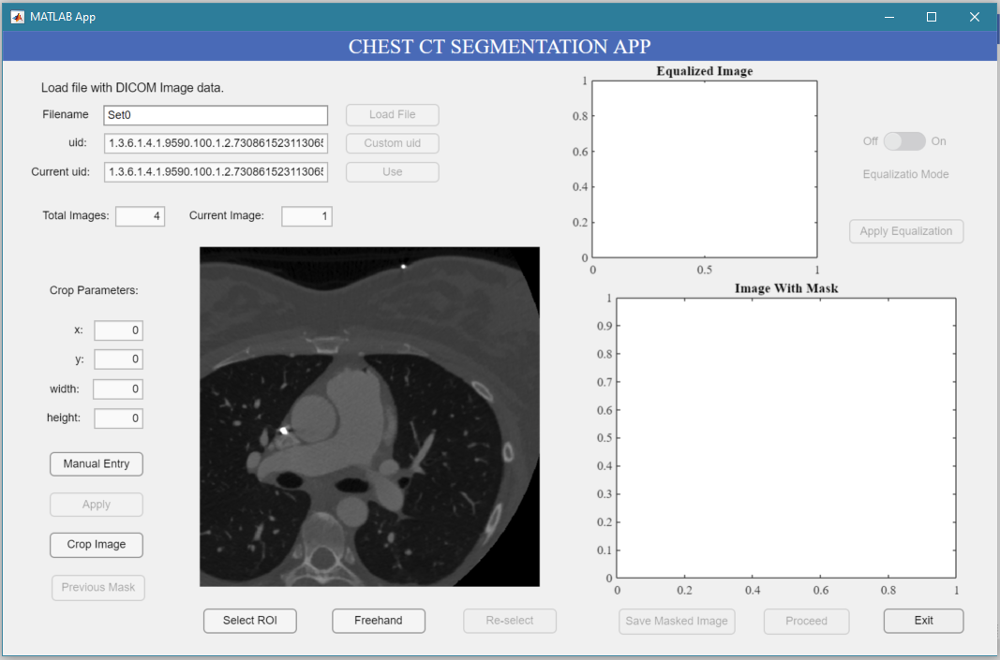 MATLAB App
CHEST CT SEGMENTATION APP
Load file with DICOM Image data.
Filename Set0 Load File
uid: 1.3.6.1.4.1.9590.100.1.2.73086152311306 Custom uid
Current uid: 1.3.6.1.4.1.9590.100.1.2.73086152311306 Use
Total Images: 4 Current Image: 1
Crop Parameters:
x: 0
y: 0
width: 0
height: 0
Manual Entry
Apply
Crop Image
Previous Mask
Select ROI Freehand Re-select
Equalized Image
1
0.8
0.6
0.4
0.2
0
0 0.5 1
Off On
Equalizatio Mode
Apply Equalization
Image With Mask
1
0.9
0.8
0.7
0.6
0.5
0.4
0.3
0.2
0.1
0
0 0.2 0.4 0.6 0.8 1
Save Masked Image Proceed Exit